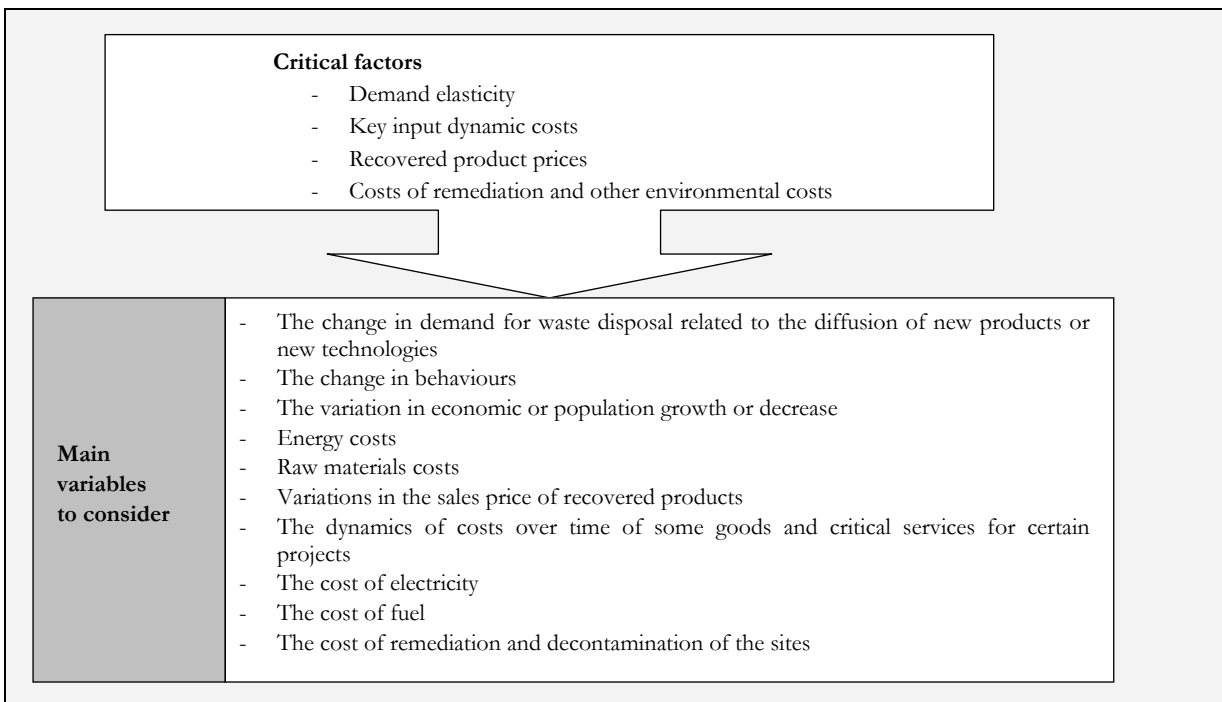 Critical factors
- Demand elasticity
- Key input dynamic costs
- Recovered product prices
- Costs of remediation and other environmental costs
Main
variables
to consider
- The change in demand for waste disposal related to the diffusion of new products or
new technologies
- The change in behaviours
- The variation in economic or population growth or decrease
- Energy costs
- Raw materials costs
- Variations in the sales price of recovered products
- The dynamics of costs over time of some goods and critical services for certain
projects
- The cost of electricity
- The cost of fuel
- The cost of remediation and decontamination of the sites